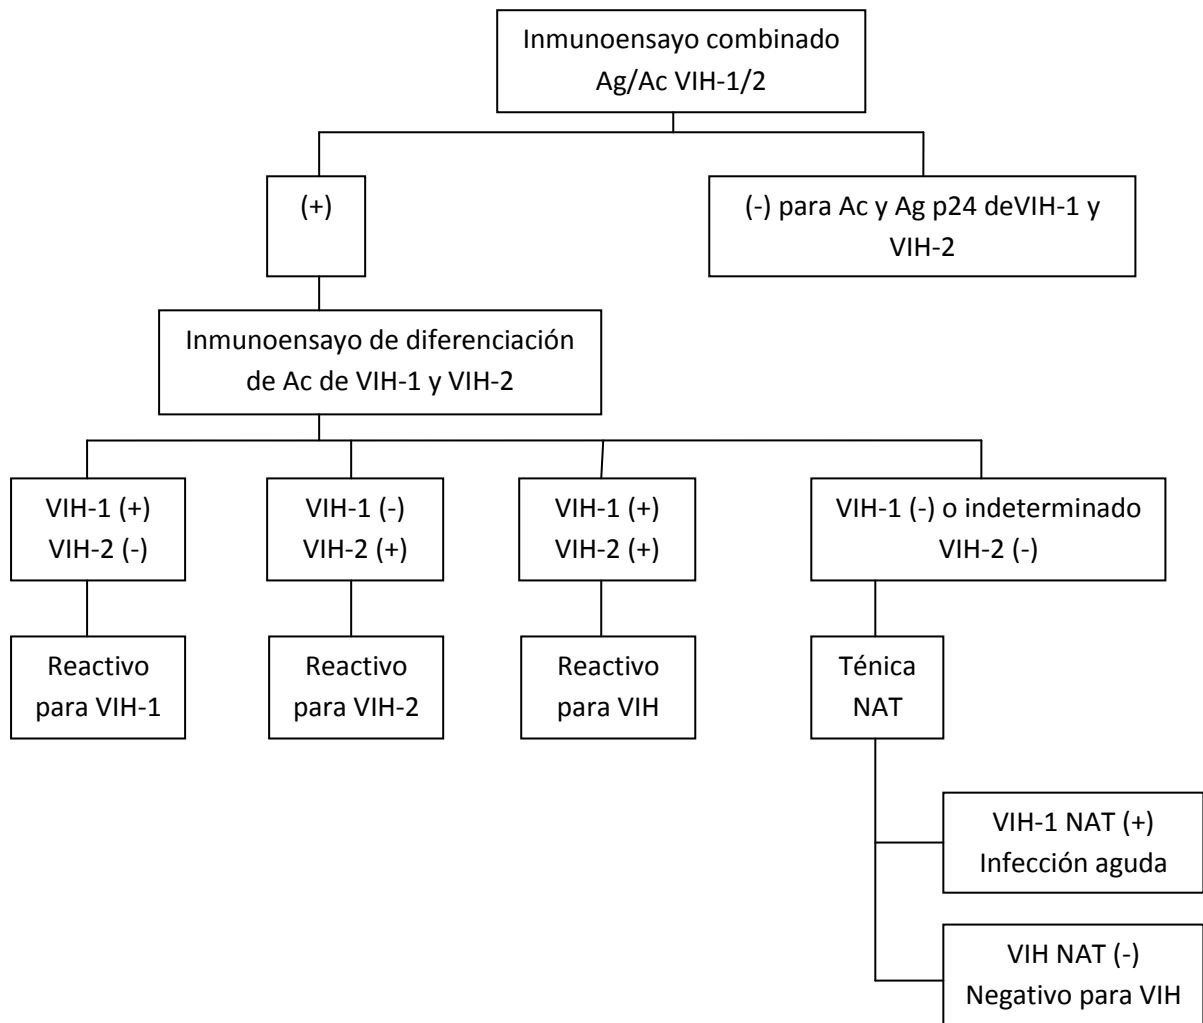 Inmunoensayo combinado
Ag/Ac VIH-1/2
(+)
(-) para Ac y Ag p24 deVIH-1 y
VIH-2
Inmunoensayo de diferenciación
de Ac de VIH-1 y VIH-2
VIH-1 (+)
VIH-2 (-)
VIH-1 (-)
VIH-2 (+)
VIH-1 (+)
VIH-2 (+)
VIH-1 (-) o indeterminado
VIH-2 (-)
Reactivo
para VIH-1
Reactivo
para VIH-2
Reactivo
para VIH
Ténica
NAT
VIH-1 NAT (+)
Infección aguda
VIH NAT (-)
Negativo para VIH